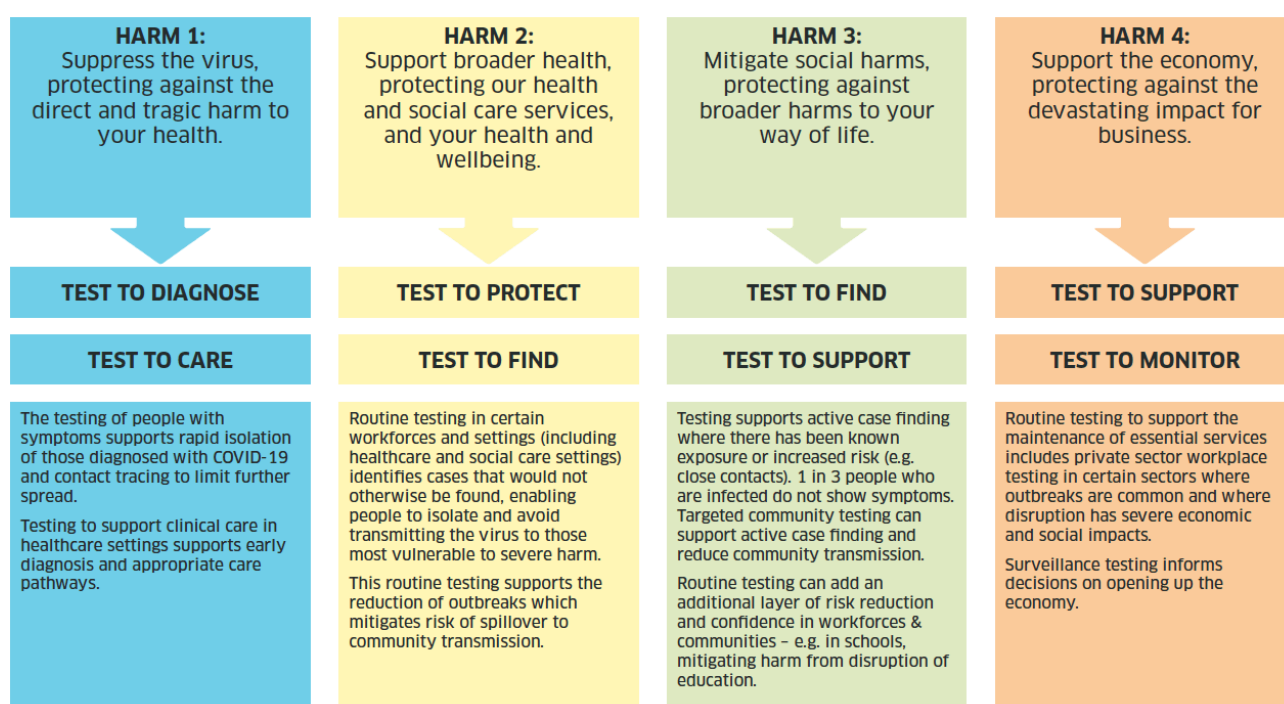 HARM 1:
Suppress the virus,
protecting against the
direct and tragic harm to
your health.
TEST TO DIAGNOSE
TEST TO CARE
The testing of people with
symptoms supports rapid isolation
of those diagnosed with COVID-19
and contact tracing to limit further
spread.
Testing to support clinical care in
healthcare settings supports early
diagnosis and appropriate care
pathways.
HARM 2:
Support broader health,
protecting our health
and social care services,
and your health and
wellbeing.
TEST TO PROTECT
TEST TO FIND
Routine testing in certain
workforces and settings (including
healthcare and social care settings)
identifies cases that would not
otherwise be found, enabling
people to isolate and avoid
transmitting the virus to those
most vulnerable to severe harm.
This routine testing supports the
reduction of outbreaks which
mitigates risk of spillover to
community transmission.
HARM 3:
Mitigate social harms,
protecting against
broader harms to your
way of life.
TEST TO FIND
TEST TO SUPPORT
Testing supports active case finding
where there has been known
exposure or increased risk (e.g.
close contacts). 1 in 3 people who
are infected do not show symptoms.
Targeted community testing can
support active case finding and
reduce community transmission.
Routine testing can add an
additional layer of risk reduction
and confidence in workforces &
communities – e.g. in schools,
mitigating harm from disruption of
education.
HARM 4:
Support the economy,
protecting against the
devastating impact for
business.
TEST TO SUPPORT
TEST TO MONITOR
Routine testing to support the
maintenance of essential services
includes private sector workplace
testing in certain sectors where
outbreaks are common and where
disruption has severe economic
and social impacts.
Surveillance testing informs
decisions on opening up the
economy.